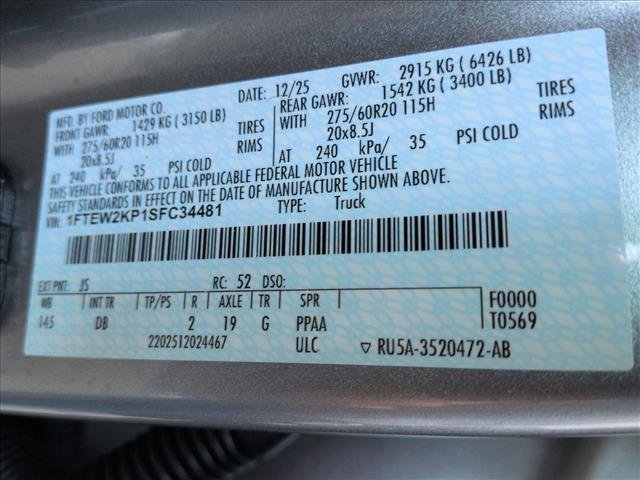 MFD. BY FORD MOTOR CO.
DATE: 12/25 GVWR: 2915 KG ( 6426 LB)
FRONT GAWR: 1429 KG ( 3150 LB) REAR GAWR: 1542 KG ( 3400 LB)
WITH 275/60R20 115H TIRES WITH 275/60R20 115H TIRES
20x8.5J RIMS 20x8.5J RIMS
AT 240 kPa/ 35 PSI COLD AT 240 kPa/ 35 PSI COLD
THIS VEHICLE CONFORMS TO ALL APPLICABLE FEDERAL MOTOR VEHICLE
SAFETY STANDARDS IN EFFECT ON THE DATE OF MANUFACTURE SHOWN ABOVE.
VIN: 1FTEW2KP1SFC34481 TYPE: Truck
EXT PNT: JS RC: 52 DSO:
WB INT TR TP/PS R AXLE TR SPR F0000
145 DB 2 19 G PPAA T0569
2202512024467 ULC ▽ RU5A-3520472-AB